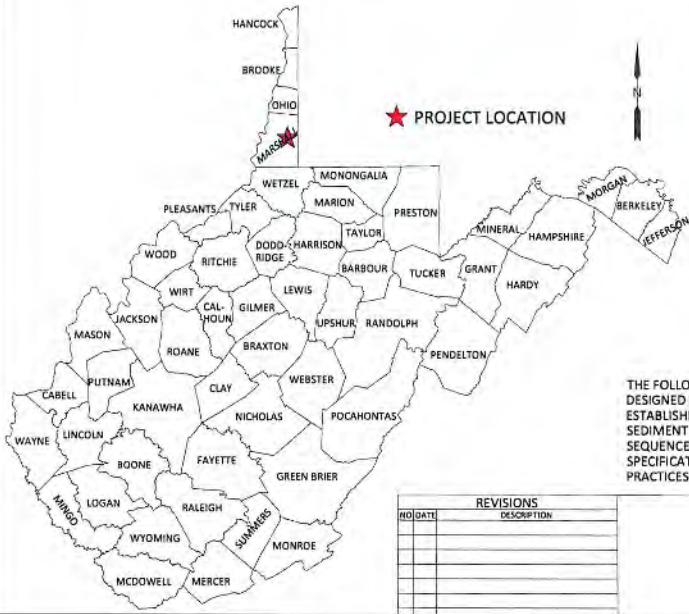 HANCOCK
BROOKE
OHIO
MARSHALL
★ PROJECT LOCATION
N
WETZEL
MONONGALIA
MARION
PRESTON
PLEASANTS
TYLER
TAYLOR
MORGAN
BERKELEY
JEFFERSON
MINERAL
HAMPSHIRE
WOOD
RITCHIE
DODD-
RIDGE
HARRISON
BARBOUR
TUCKER
GRANT
HARDY
WIRT
LEWIS
JACKSON
CAL-
HOUN
GILMER
UPSHUR
RANDOLPH
MASON
ROANE
BRAXTON
PENDELTON
PUTNAM
CLAY
WEBSTER
CABELL
KANAWHA
NICHOLAS
POCAHONTAS
WAYNE
LINCOLN
BOONE
FAYETTE
GREEN BRIER
MINGO
LOGAN
RALEIGH
SUMMERS
WYOMING
MONROE
MCDOWELL
MERCER
THE FOLLO
DESIGNED
ESTABLISH
SEDIMENT
SEQUENCE
SPECIFICAT
PRACTICES
REVISIONS
NO DATE DESCRIPTION